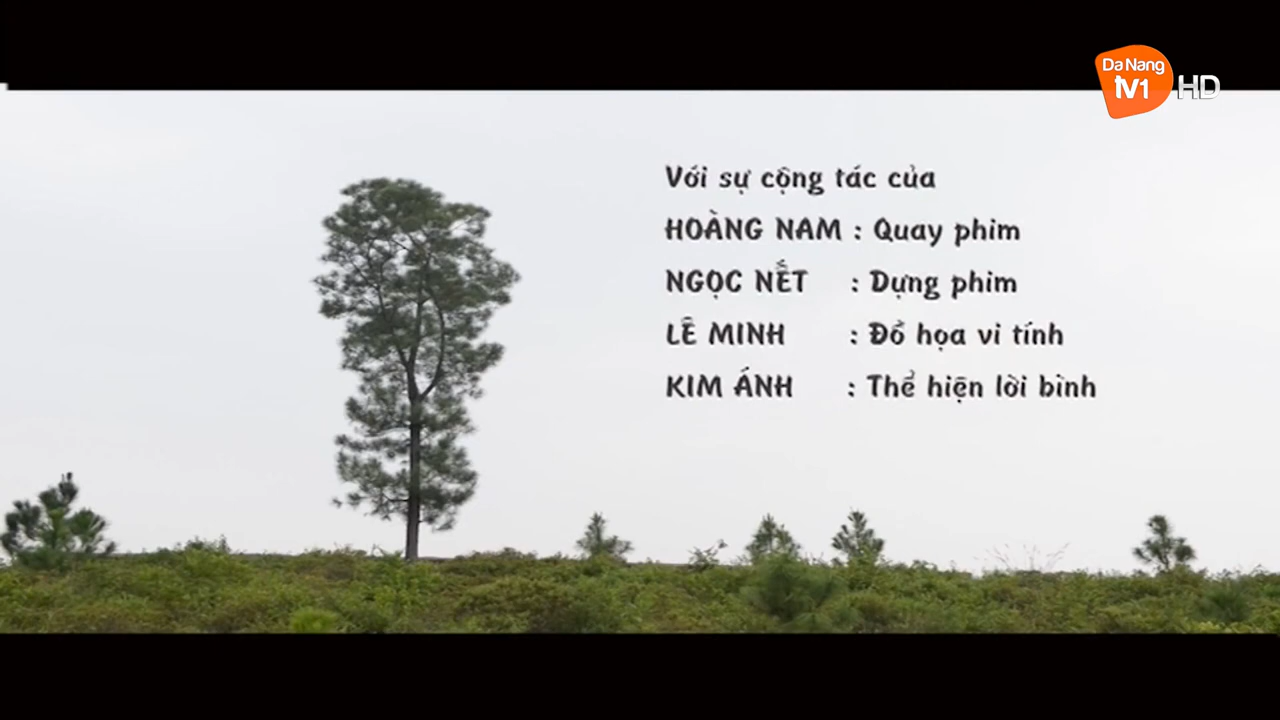 Da Nang
TV1 HD
Với sự cộng tác của
HOÀNG NAM : Quay phim
NGỌC NẾT : Dựng phim
LÊ MINH : Đồ họa vi tính
KIM ÁNH : Thể hiện lời bình